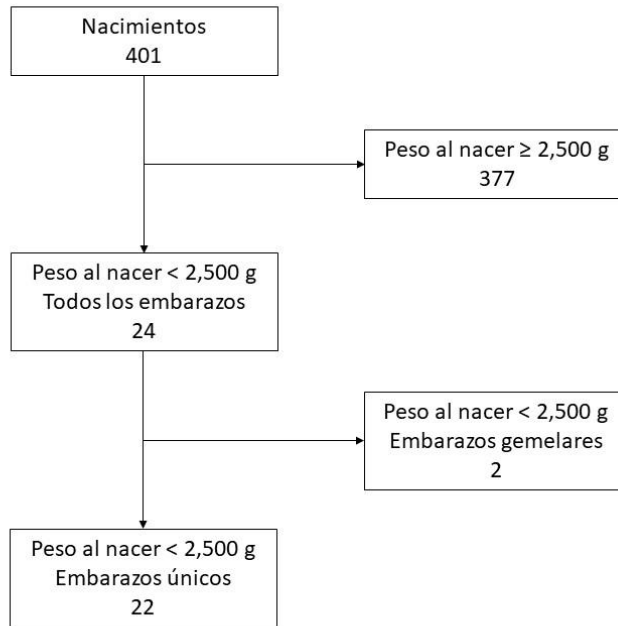 Nacimientos
401
Peso al nacer ≥ 2,500 g
377
Peso al nacer < 2,500 g
Todos los embarazos
24
Peso al nacer < 2,500 g
Embarazos gemelares
2
Peso al nacer < 2,500 g
Embarazos únicos
22